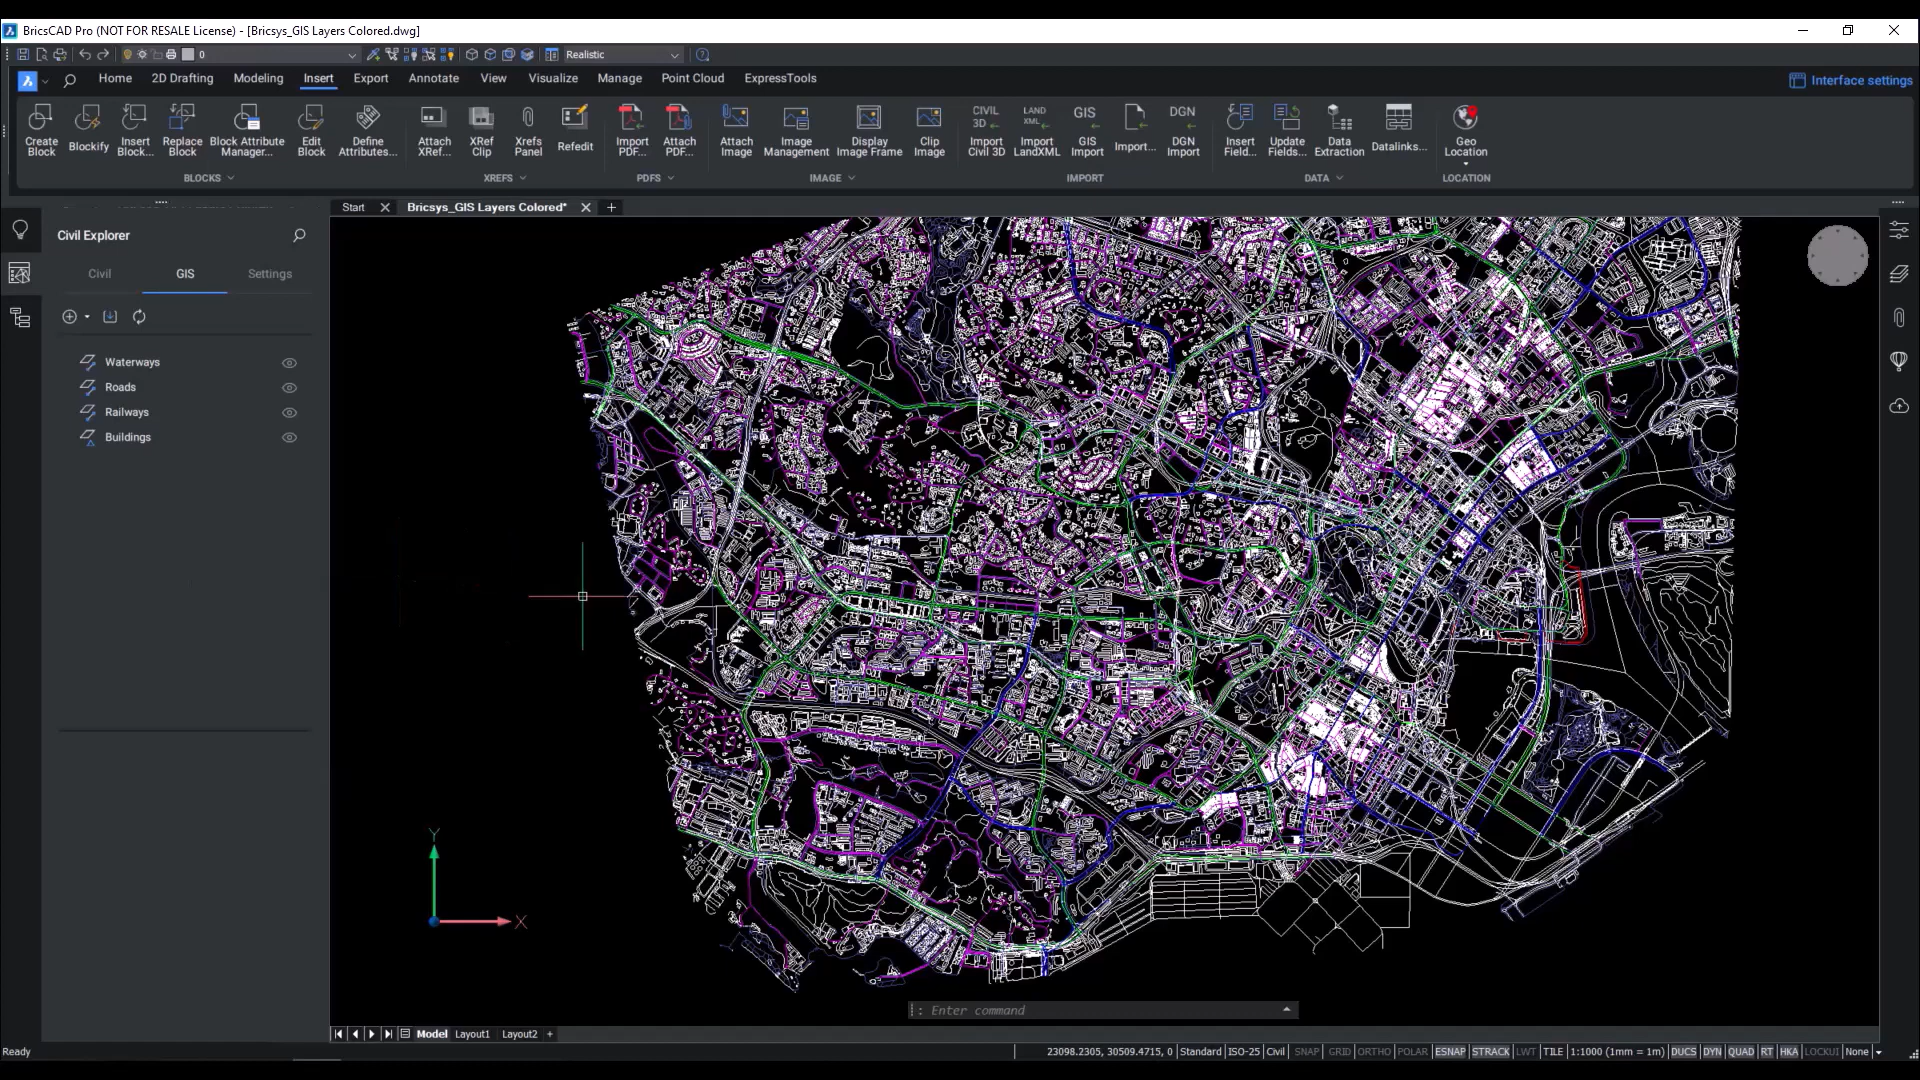 BricsCAD Pro (NOT FOR RESALE License) - [Bricsys_GIS Layers Colored.dwg]
0
Realistic
Home 2D Drafting Modeling Insert Export Annotate View Visualize Manage Point Cloud ExpressTools
Interface settings
CIVIL 3D LAND XML GIS DGN
Create Block Blockify Insert Block... Replace Block Block Attribute Manager... Edit Block Define Attributes... Attach XRef... XRef Clip Xrefs Panel Refedit Import PDF... Attach PDF... Attach Image Image Management Display Image Frame Clip Image Import Civil 3D Import LandXML GIS Import Import... DGN Import Insert Field... Update Fields... Data Extraction Datalinks... Geo Location
BLOCKS XREFS PDFS IMAGE IMPORT DATA LOCATION
Start Bricsys_GIS Layers Colored*
Civil Explorer
Civil GIS Settings
Waterways
Roads
Railways
Buildings
Y
X
: Enter command
Model Layout1 Layout2 +
Ready
23098.2305, 30509.4715, 0 Standard ISO-25 Civil SNAP GRID ORTHO POLAR ESNAP STRACK LWT TILE 1:1000 (1mm = 1m) DUCS DYN QUAD RT HKA LOCKUI None